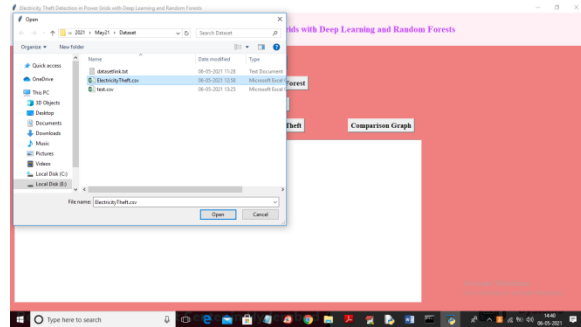 Electricity Theft Detection in Power Grids with Deep Learning and Random Forests
Open
2021 > May21 > Dataset
Search Dataset
Organize New folder
Name Date modified Type
Quick access
OneDrive
This PC
3D Objects
Desktop
Documents
Downloads
Music
Pictures
Videos
Local Disk (C:)
Local Disk (E:)
datasetlink.txt 06-05-2021 11:28 Text Document
ElectricityTheft.csv 06-05-2021 12:58 Microsoft Excel
test.csv 06-05-2021 13:23 Microsoft Excel
File name: ElectricityTheft.csv
Open Cancel
rids with Deep Learning and Random Forests
Forest
Theft
Comparison Graph
Type here to search
14:46
06-05-2021